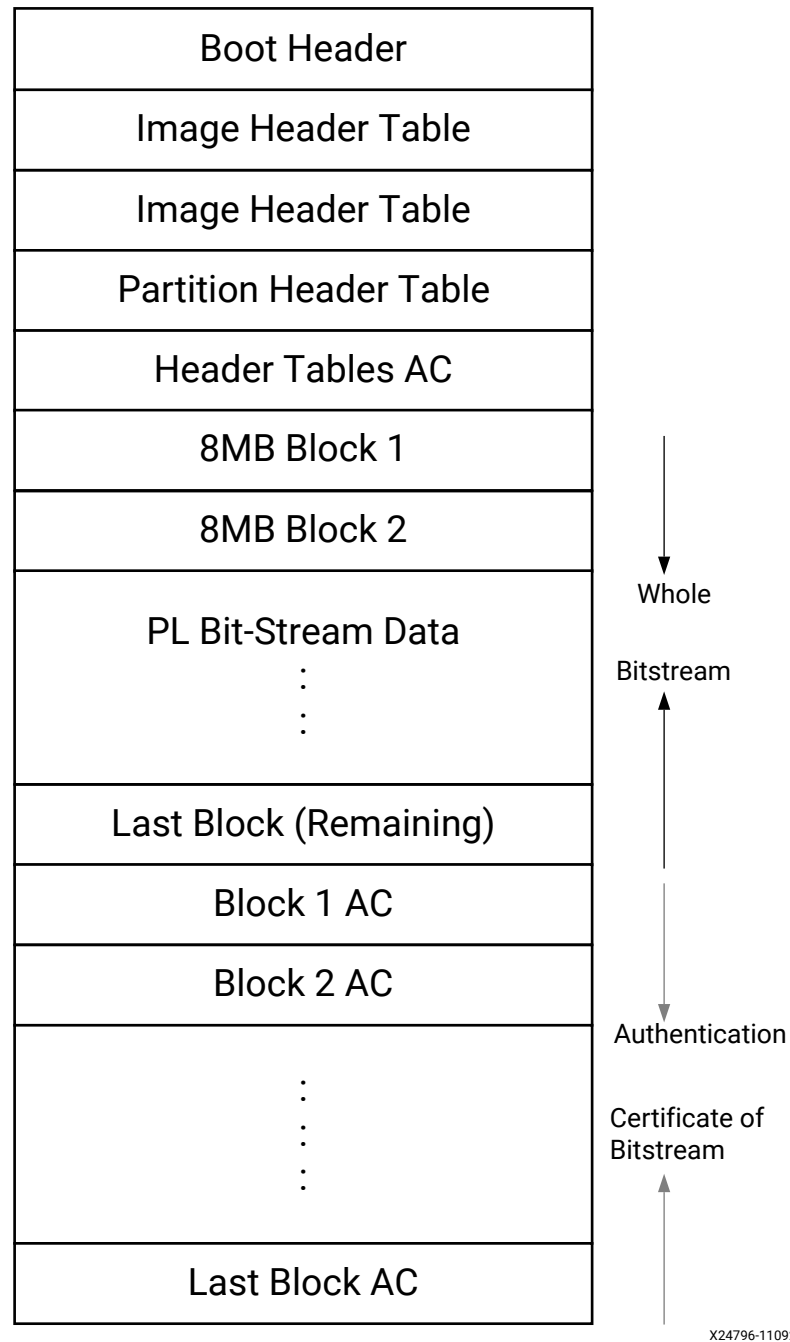 Boot Header
Image Header Table
Image Header Table
Partition Header Table
Header Tables AC
8MB Block 1
8MB Block 2
PL Bit-Stream Data
:
:
Last Block (Remaining)
Block 1 AC
Block 2 AC
:
:
:
Last Block AC
Whole
Bitstream
Authentication
Certificate of
Bitstream
X24796-1109